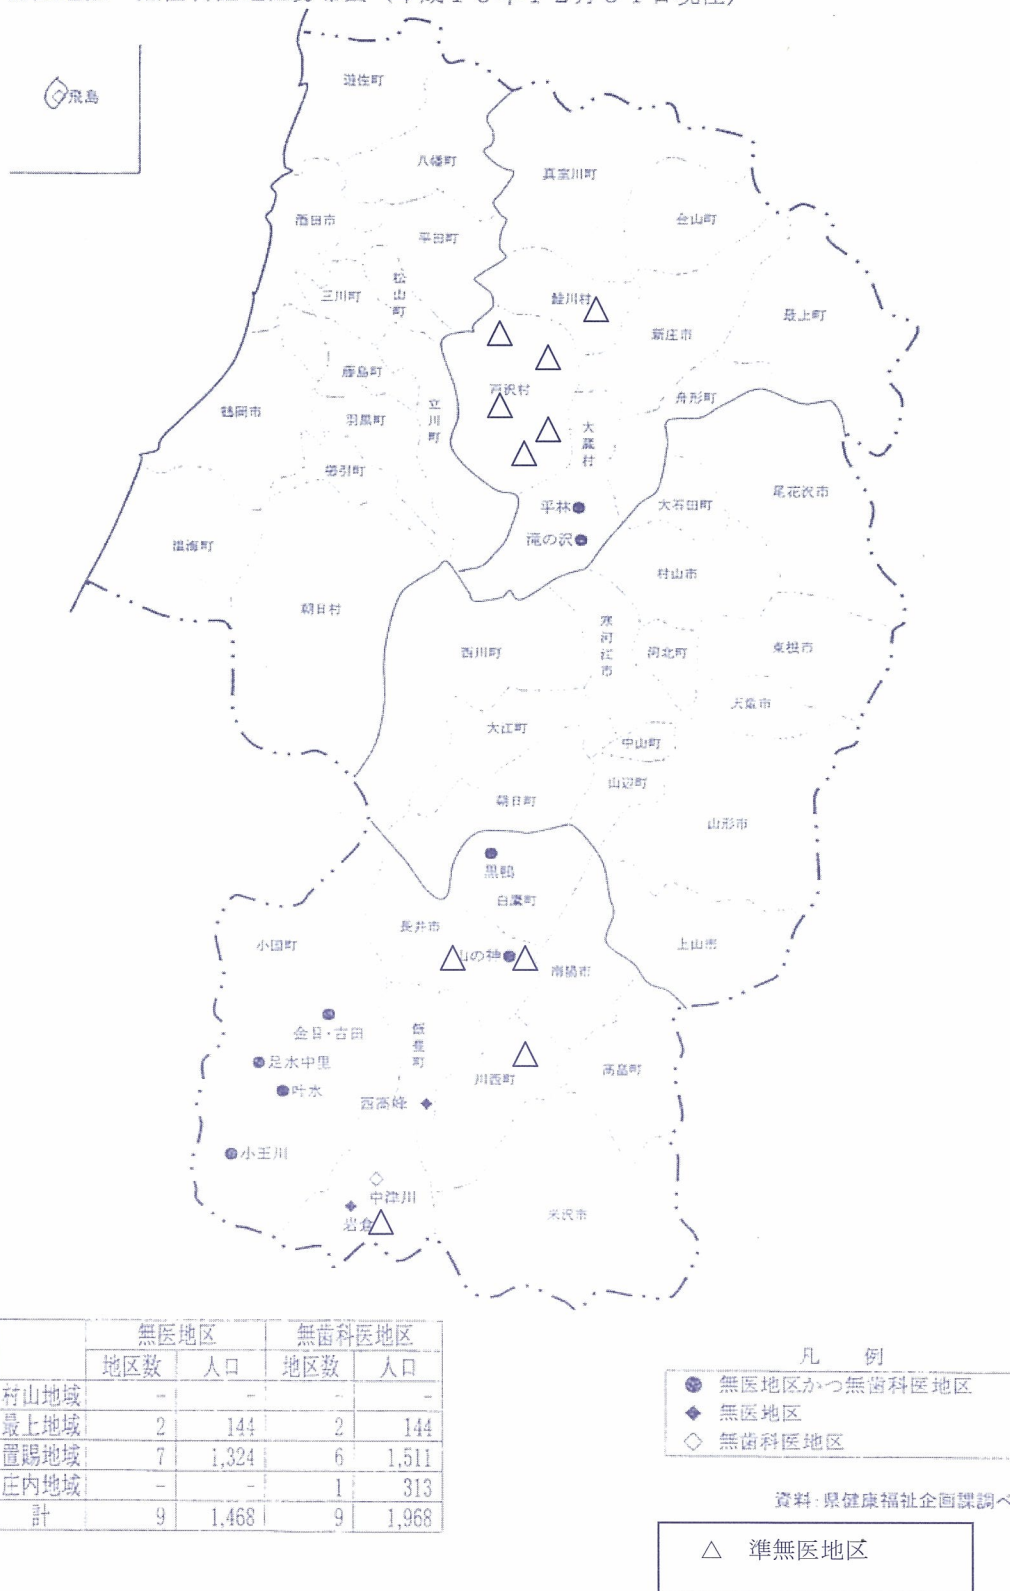 飛島
遊佐町
八幡町
真室川町
金山町
酒田市
平田町
松山町
三川町
鮭川村
最上町
新庄市
藤島町
戸沢村
舟形町
鶴岡市
羽黒町
立川町
大蔵村
櫛引町
尾花沢市
大石田町
平林
滝の沢
温海町
村山市
朝日村
西川町
寒河江市
河北町
東根市
天童市
大江町
中山町
山辺町
朝日町
山形市
黒鴨
白鷹町
長井市
小国町
山の神
南陽市
上山市
金目・古田
飯豊町
足水中里
川西町
高畠町
叶水
西高峰
小玉川
中津川
岩倉
米沢市
無医地区 無歯科医地区
地区数 人口 地区数 人口
村山地域 - - - -
最上地域 2 144 2 144
置賜地域 7 1,324 6 1,511
庄内地域 - - 1 313
計 9 1,468 9 1,968
凡 例
● 無医地区かつ無歯科医地区
◆ 無医地区
◇ 無歯科医地区
資料:県健康福祉企画課調べ
△ 準無医地区